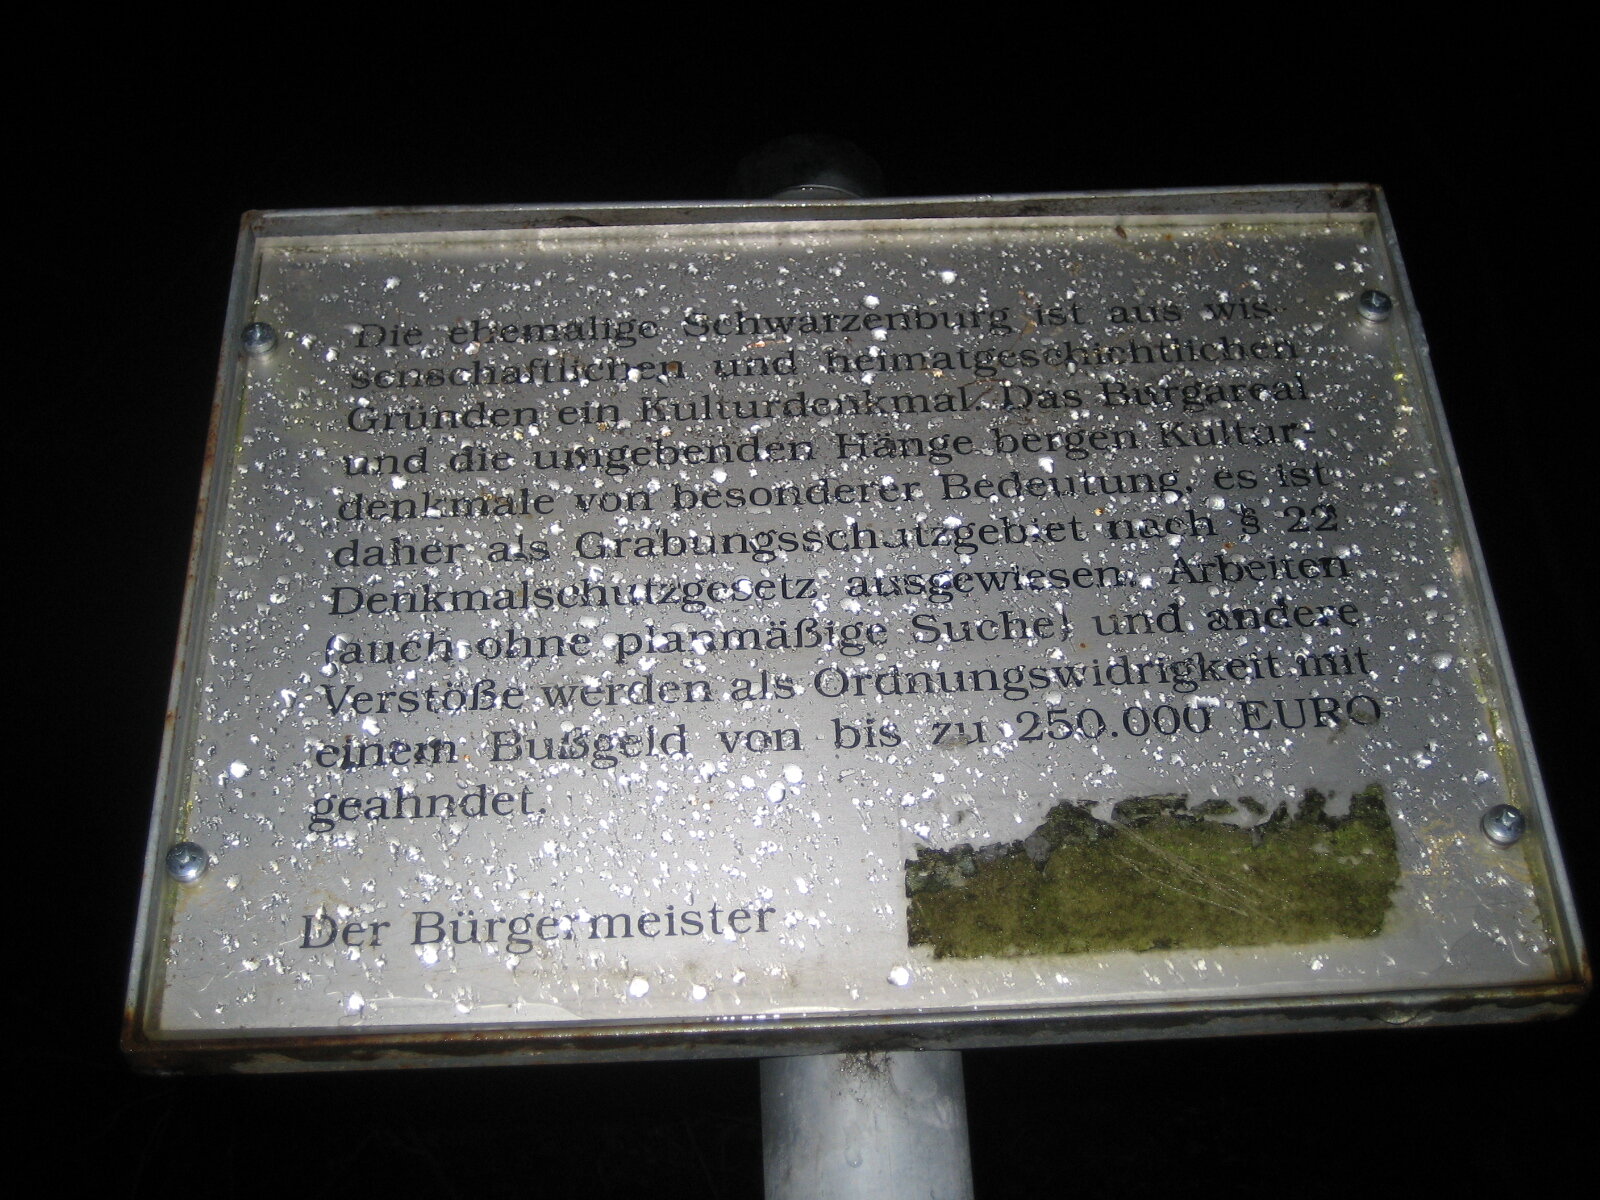 Die ehemalige Schwarzenburg ist aus wis-
senschaftlichen und heimatgeschichtlichen
Gründen ein Kulturdenkmal. Das Burgareal
und die umgebenden Hänge bergen Kultur-
denkmale von besonderer Bedeutung, es ist
daher als Grabungsschutzgebiet nach § 22
Denkmalschutzgesetz ausgewiesen. Arbeiten
(auch ohne planmäßige Suche) und andere
Verstöße werden als Ordnungswidrigkeit mit
einem Bußgeld von bis zu 250.000 EURO
geahndet.
Der Bürgermeister